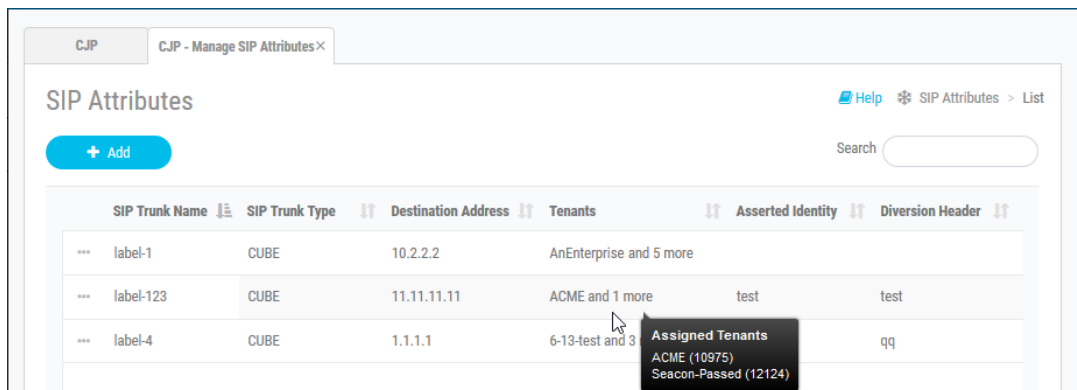 CJP CJP - Manage SIP Attributes
SIP Attributes
Help SIP Attributes > List
+ Add
Search
SIP Trunk Name SIP Trunk Type Destination Address Tenants Asserted Identity Diversion Header
label-1 CUBE 10.2.2.2 AnEnterprise and 5 more
label-123 CUBE 11.11.11.11 ACME and 1 more test test
label-4 CUBE 1.1.1.1 6-13-test and 3 qq
Assigned Tenants
ACME (10975)
Seacon-Passed (12124)